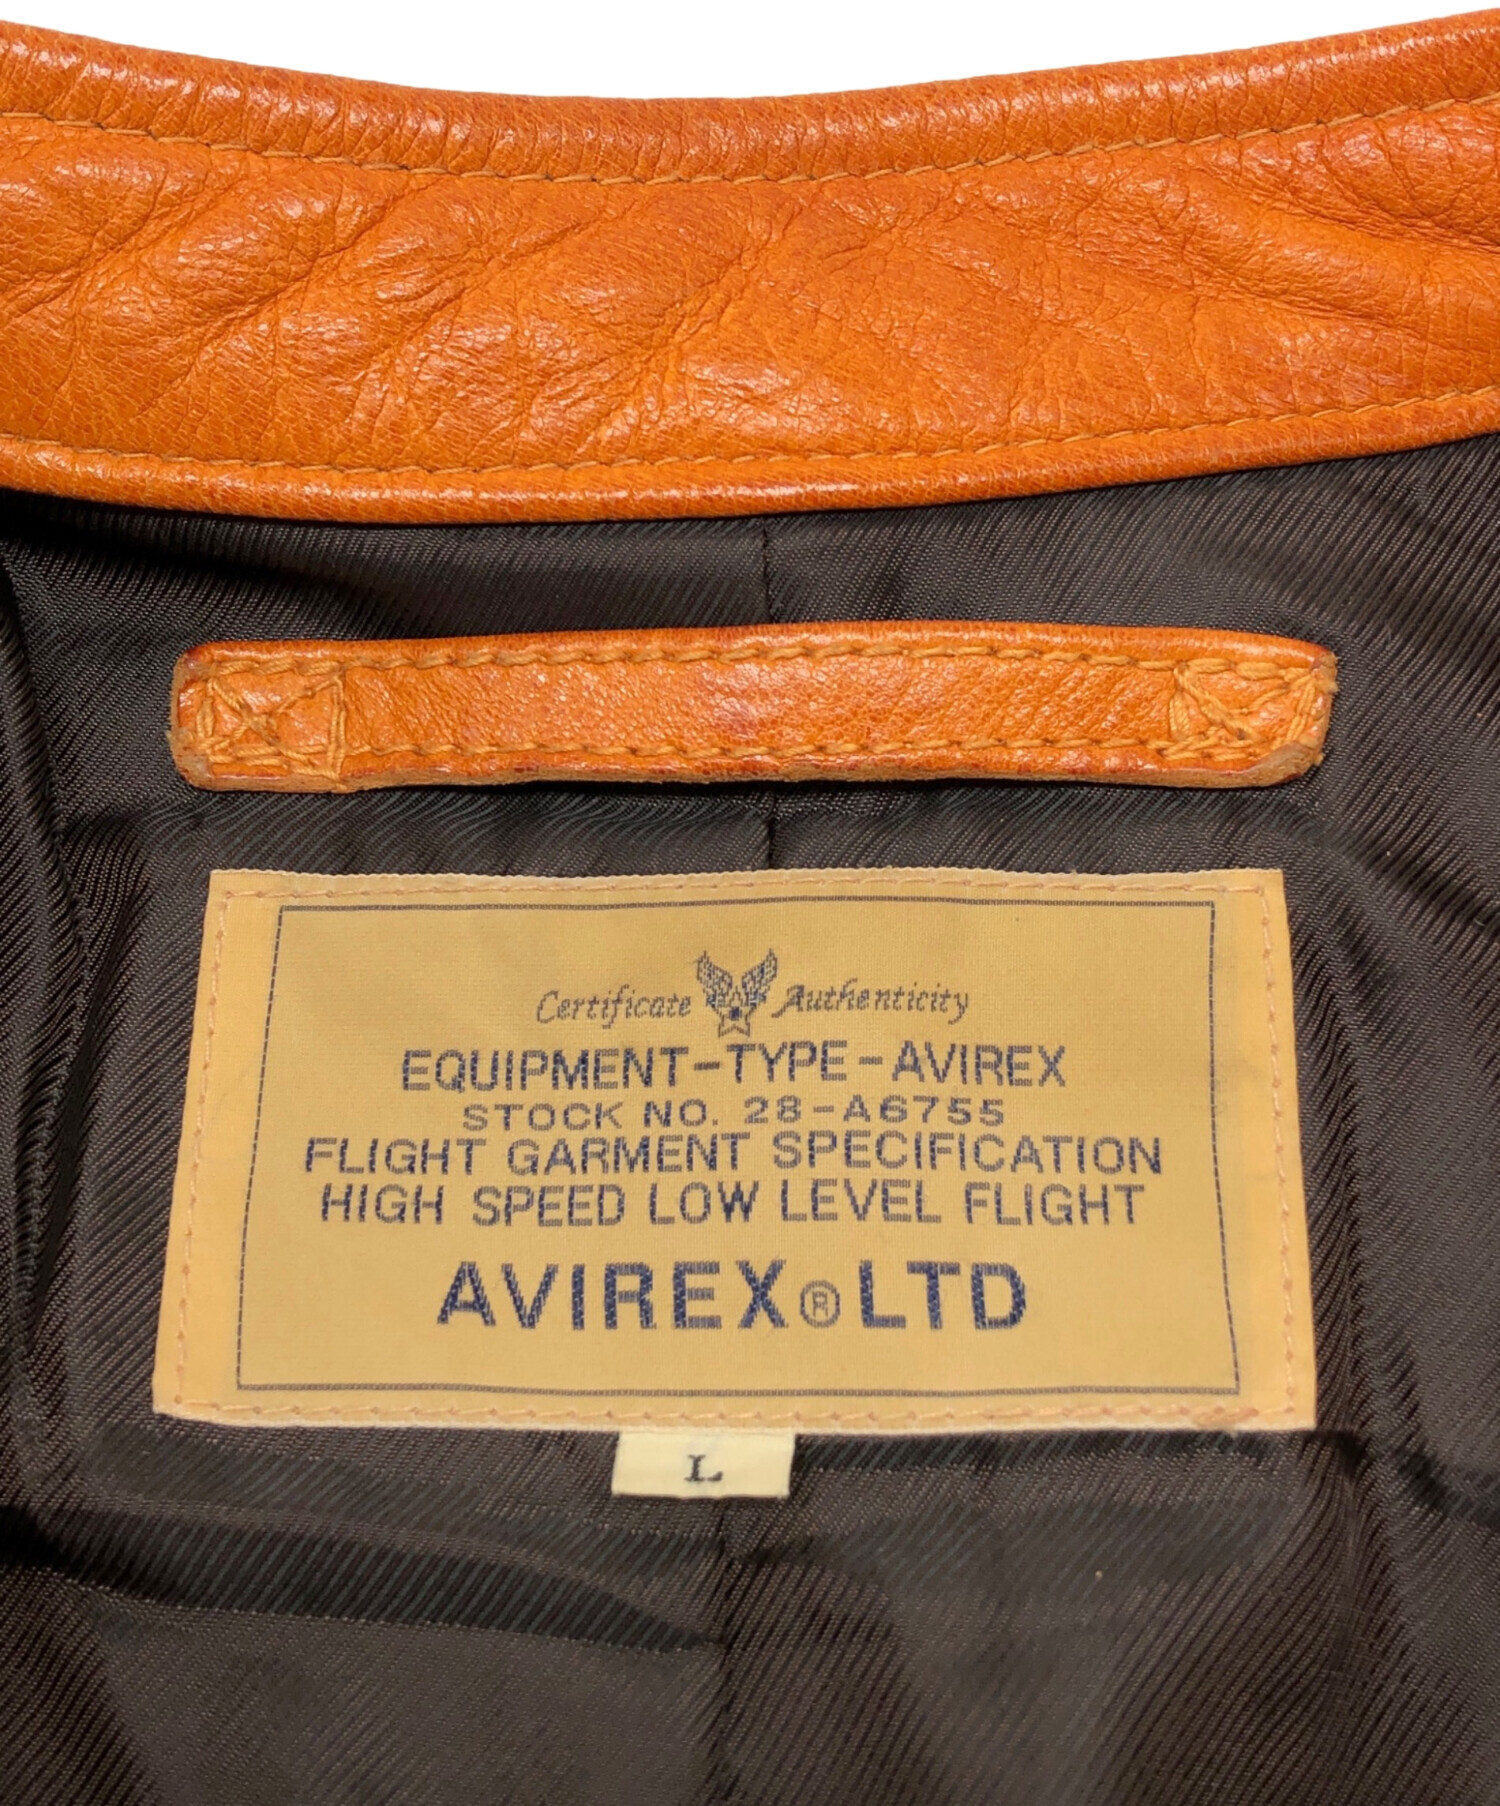 Certificate Authenticity
EQUIPMENT-TYPE-AVIREX
STOCK NO. 28-A6755
FLIGHT GARMENT SPECIFICATION
HIGH SPEED LOW LEVEL FLIGHT
AVIREX®LTD
L